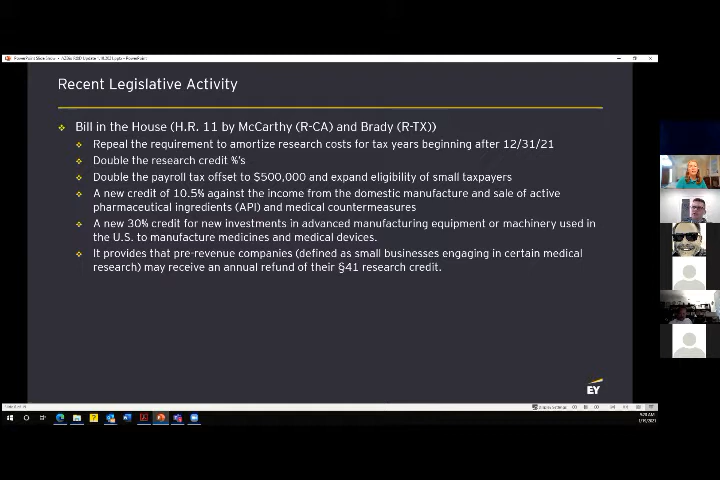 Recent Legislative Activity
Bill in the House (H.R. 11 by McCarthy (R-CA) and Brady (R-TX))
Repeal the requirement to amortize research costs for tax years beginning after 12/31/21
Double the research credit %'s
Double the payroll tax offset to $500,000 and expand eligibility of small taxpayers
A new credit of 10.5% against the income from the domestic manufacture and sale of active
pharmaceutical ingredients (API) and medical countermeasures
A new 30% credit for new investments in advanced manufacturing equipment or machinery used in
the U.S. to manufacture medicines and medical devices.
It provides that pre-revenue companies (defined as small businesses engaging in certain medical
research) may receive an annual refund of their §41 research credit.
EY